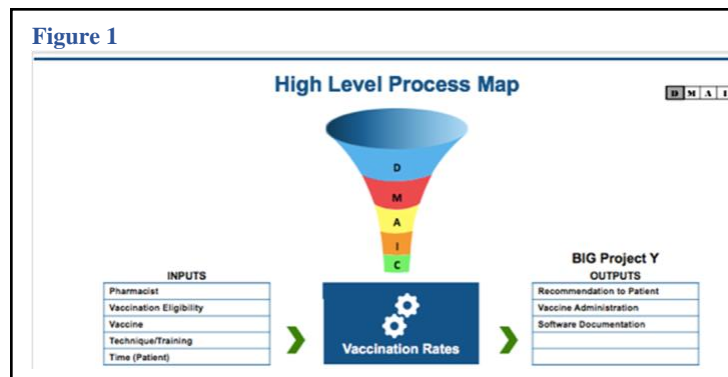 Figure 1
High Level Process Map
D M A I
D
M
A
I
C
INPUTS
Pharmacist
Vaccination Eligibility
Vaccine
Technique/Training
Time (Patient)
Vaccination Rates
BIG Project Y
OUTPUTS
Recommendation to Patient
Vaccine Administration
Software Documentation